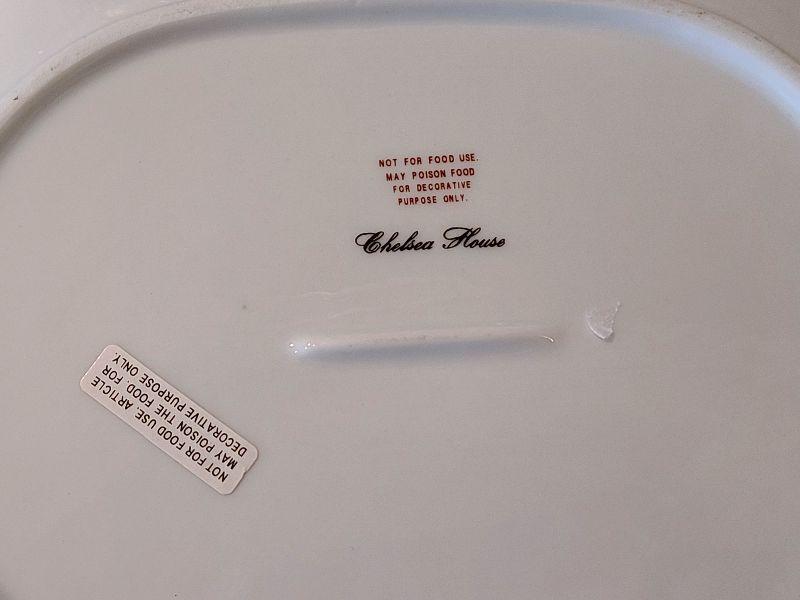 NOT FOR FOOD USE.
MAY POISON FOOD
FOR DECORATIVE
PURPOSE ONLY.
Chelsea House
NOT FOR FOOD USE. ARTICLE
MAY POISON THE FOOD. FOR
DECORATIVE PURPOSE ONLY.